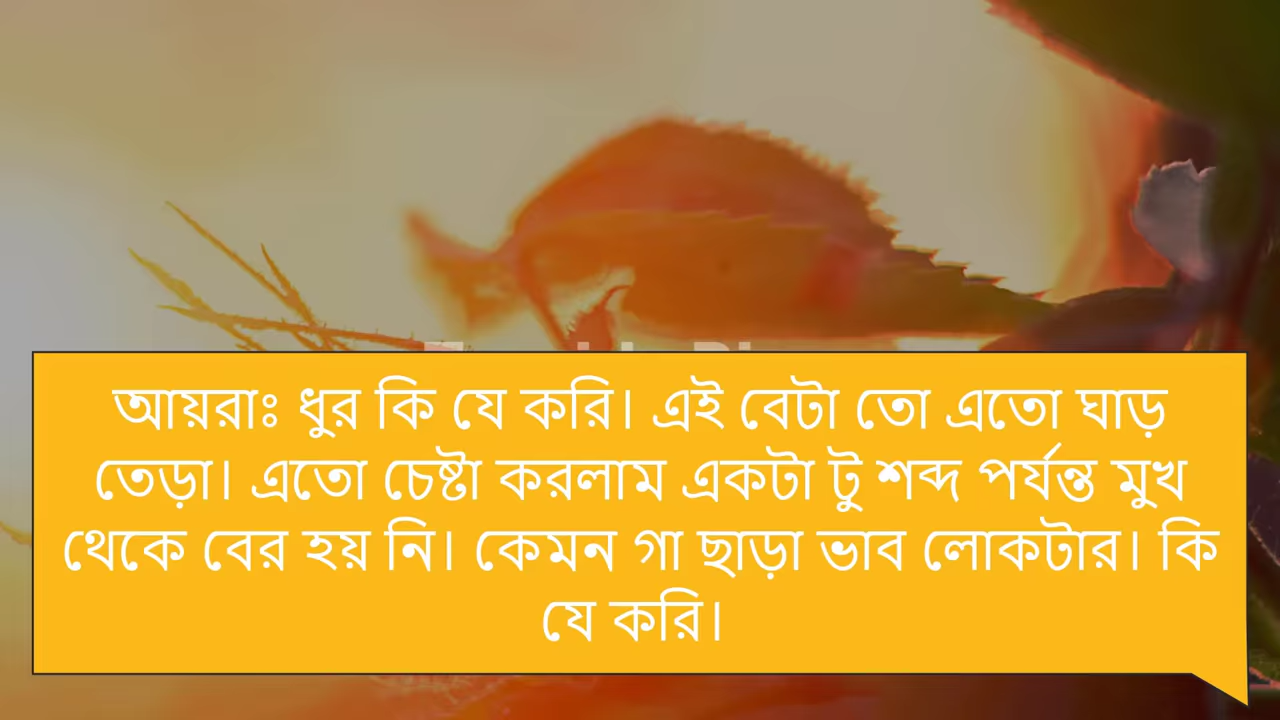 আয়রাঃ ধুর কি যে করি। এই বেটা তো এতো ঘাড়
তেড়া। এতো চেষ্টা করলাম একটা টু শব্দ পর্যন্ত মুখ
থেকে বের হয় নি। কেমন গা ছাড়া ভাব লোকটার। কি
যে করি।